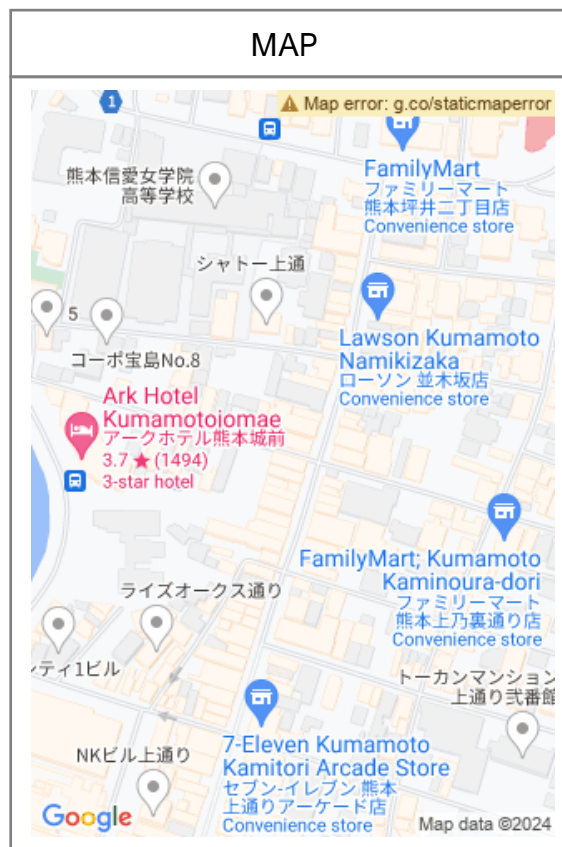 MAP
Map error: g.co/staticmaperror
1
FamilyMart
ファミリーマート
熊本坪井二丁目店
Convenience store
熊本信愛女学院
高等学校
シャトー上通
5
コーポ宝島No.8
Lawson Kumamoto
Namikizaka
ローソン 並木坂店
Convenience store
Ark Hotel
Kumamotojomae
アークホテル熊本城前
3.7 ★ (1494)
3-star hotel
FamilyMart; Kumamoto
Kaminoura-dori
ファミリーマート
熊本上乃裏通り店
Convenience store
ライズオークス通り
ンティ1ビル
トーカンマンション
上通り弐番館
7-Eleven Kumamoto
Kamitori Arcade Store
セブン-イレブン 熊本
上通りアーケード店
Convenience store
NKビル上通り
Google
Map data ©2024